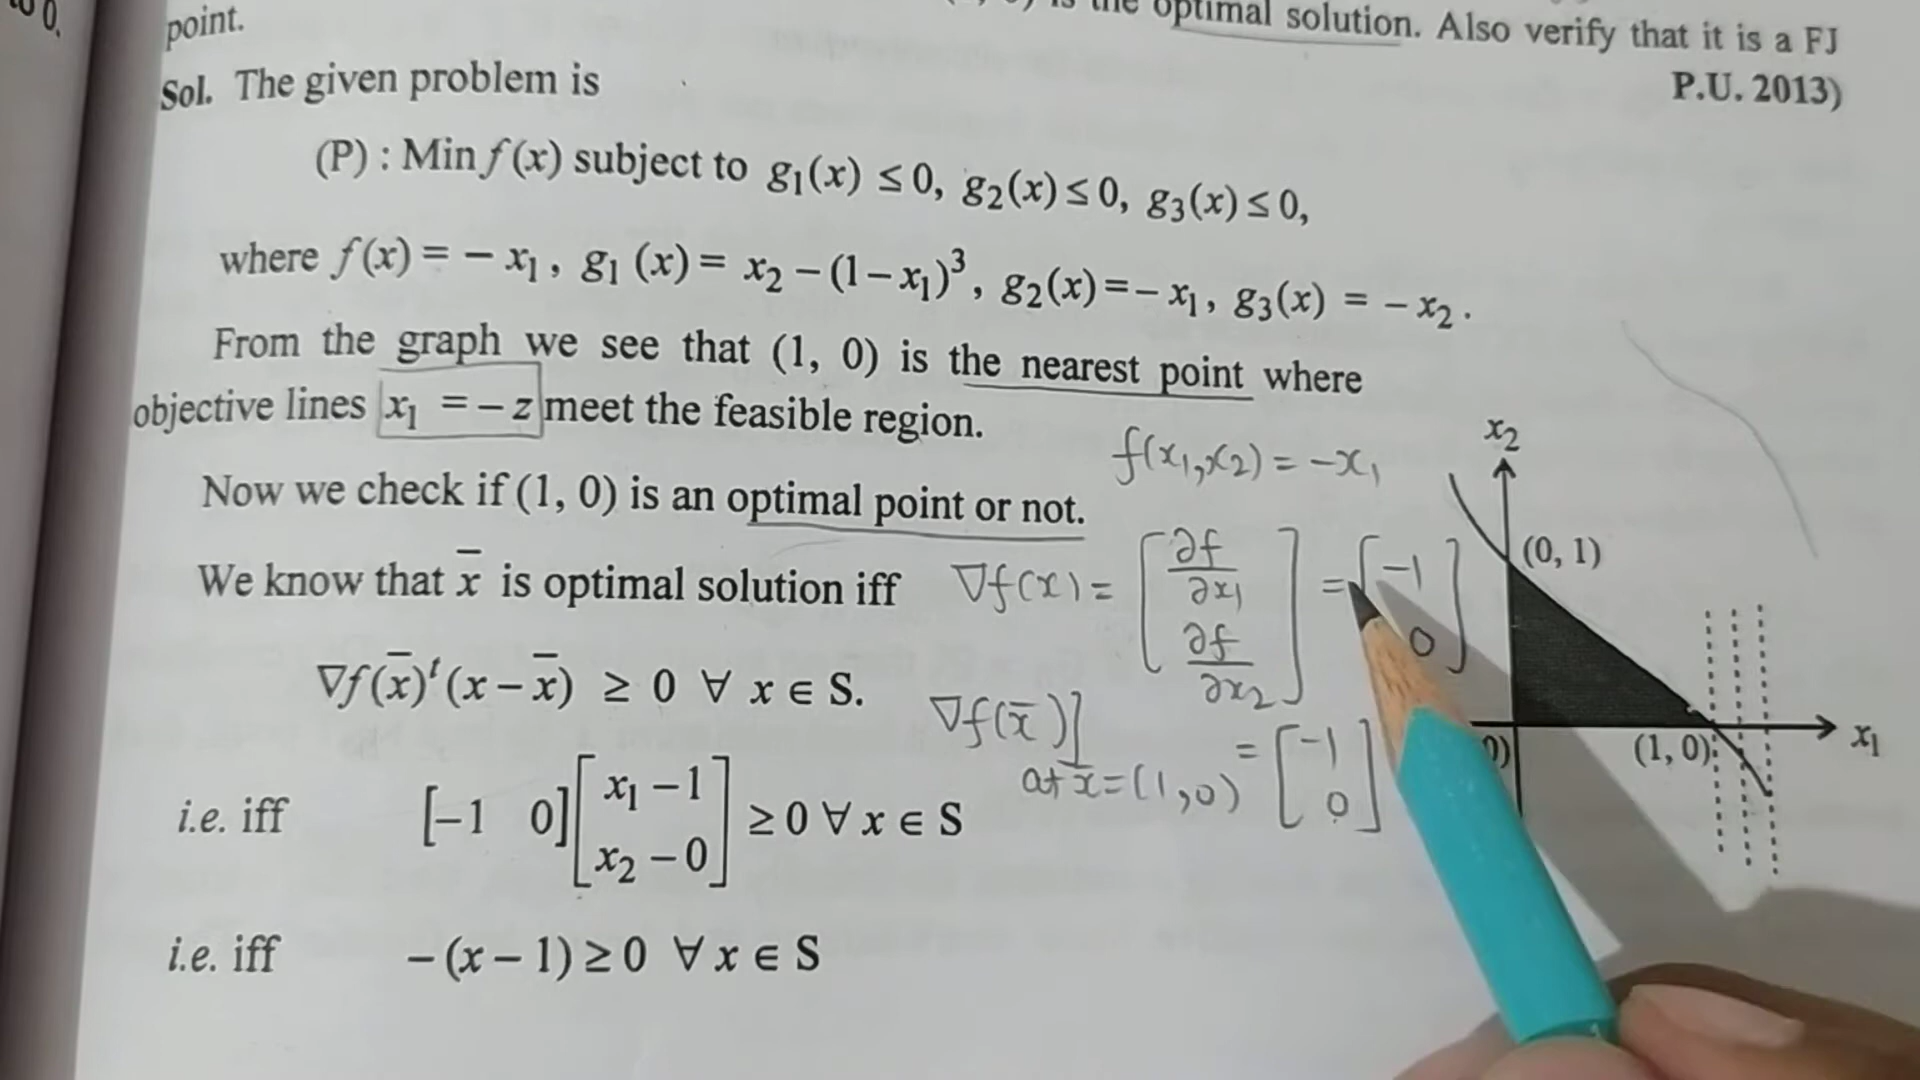 0.
is the optimal solution. Also verify that it is a FJ
point.
P.U. 2013)
Sol. The given problem is
(P) : Min f (x) subject to g₁(x) ≤ 0, g₂(x) ≤ 0, g₃(x) ≤ 0,
where f (x) = − x₁ , g₁ (x) = x₂ − (1 − x₁)³ , g₂(x) = − x₁ , g₃(x) = − x₂ .
From the graph we see that (1, 0) is the nearest point where
objective lines x₁ = − z meet the feasible region.
f(x₁,x₂) = −x₁
Now we check if (1, 0) is an optimal point or not.
We know that x̄ is optimal solution iff
∇f(x) = [∂f/∂x₁ ∂f/∂x₂] = [−1 0]
∇f(x̄)ᵗ (x − x̄) ≥ 0 ∀ x ∈ S.
∇f(x̄)] at x̄ = (1,0) = [−1 0]
i.e. iff [−1 0] [x₁ − 1 x₂ − 0] ≥ 0 ∀ x ∈ S
i.e. iff − (x − 1) ≥ 0 ∀ x ∈ S
x₂
(0, 1)
0)
(1, 0)
x₁